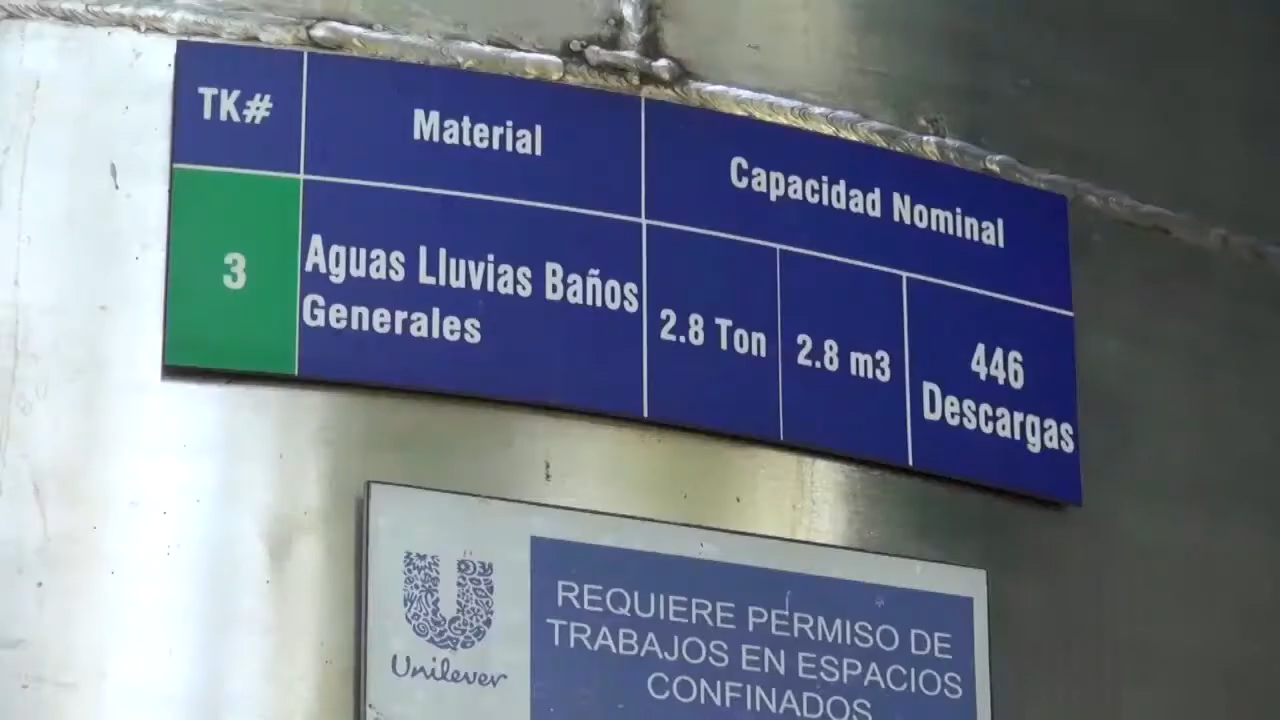 TK#
Material
Capacidad Nominal
3
Aguas Lluvias Baños
Generales
2.8 Ton
2.8 m3
446
Descargas
Unilever
REQUIERE PERMISO DE
TRABAJOS EN ESPACIOS
CONFINADOS